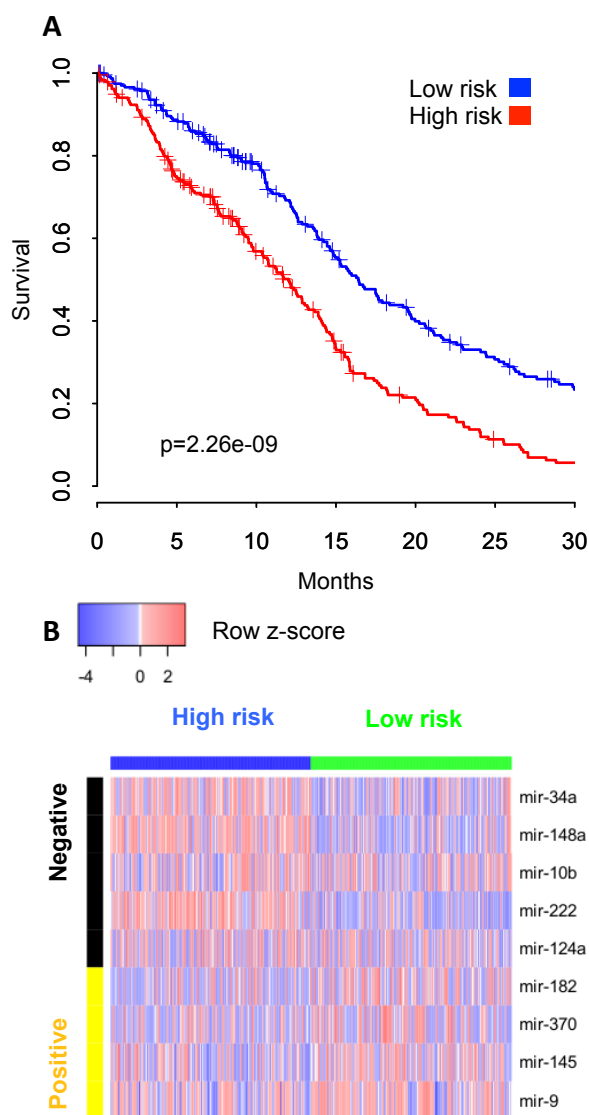 A
1.0
0.8
0.6
0.4
0.2
0.0
Survival
Low risk
High risk
p=2.26e-09
0 5 10 15 20 25 30
Months
B
Row z-score
-4 0 2
High risk Low risk
Negative
Positive
mir-34a
mir-148a
mir-10b
mir-222
mir-124a
mir-182
mir-370
mir-145
mir-9